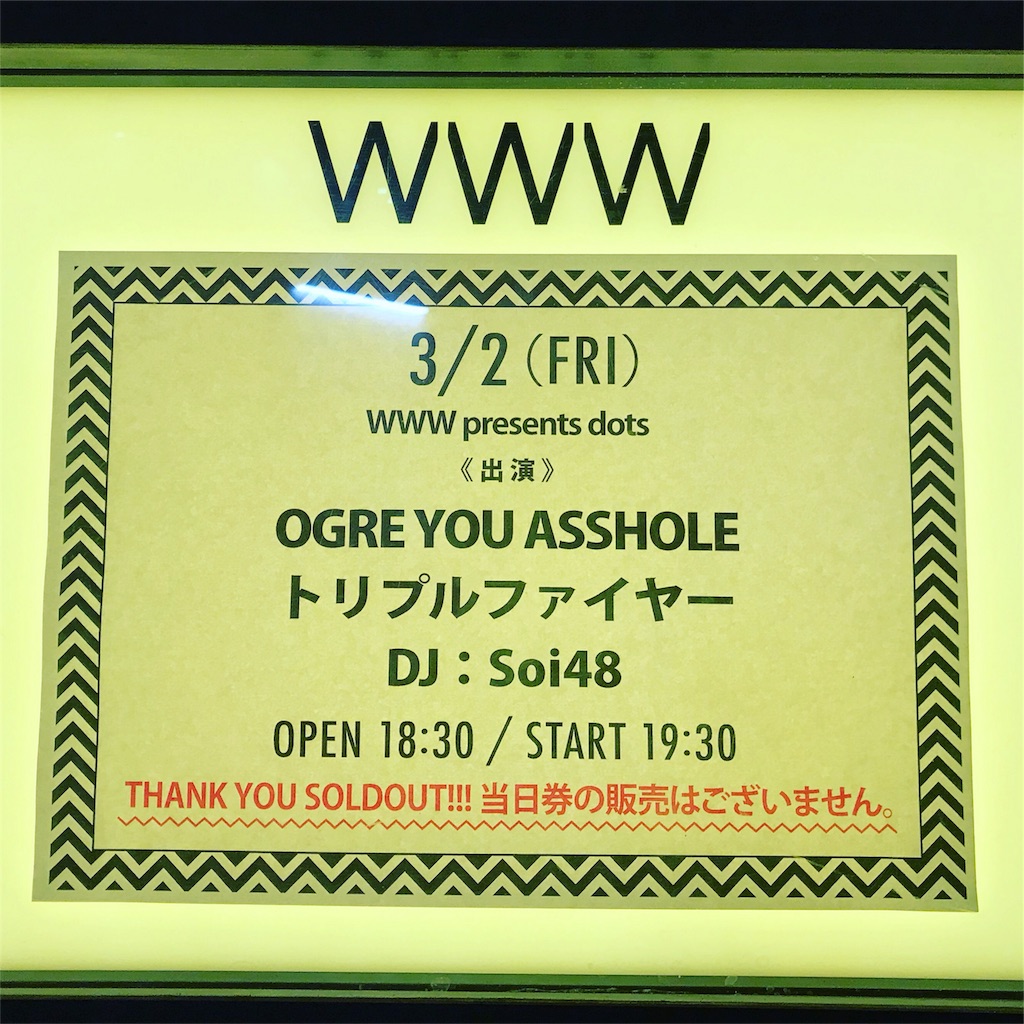 WWW
3/2（FRI）
WWW presents dots
《出演》
OGRE YOU ASSHOLE
トリプルファイヤー
DJ：Soi48
OPEN 18:30 / START 19:30
THANK YOU SOLDOUT!!! 当日券の販売はございません。